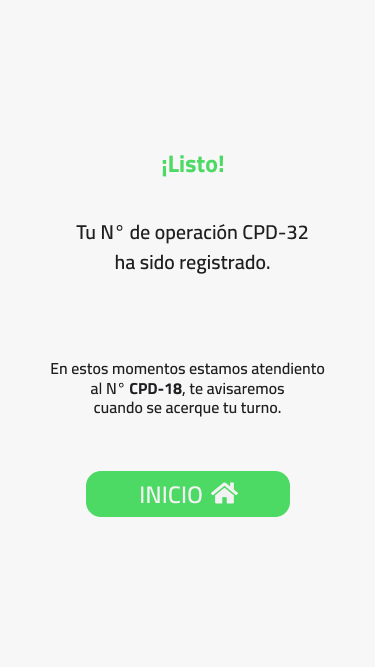 ¡Listo!
Tu N° de operación CPD-32
ha sido registrado.
En estos momentos estamos atendiento
al N° CPD-18, te avisaremos
cuando se acerque tu turno.
INICIO